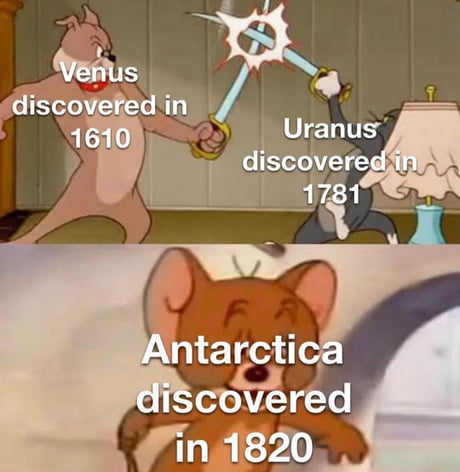 Venus
discovered in
1610
Uranus
discovered in
1781
Antarctica
discovered
in 1820